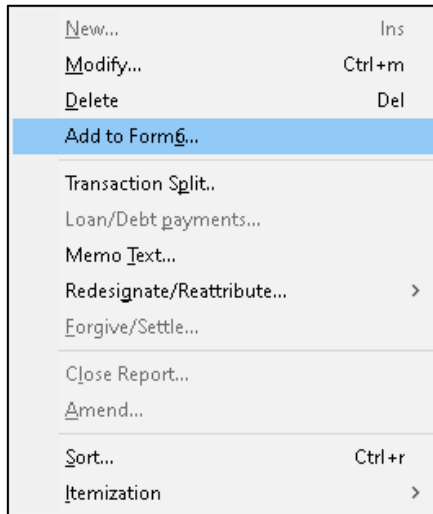 New... Ins
Modify... Ctrl+m
Delete Del
Add to Form6...
Transaction Split..
Loan/Debt payments...
Memo Text...
Redesignate/Reattribute... >
Forgive/Settle...
Close Report...
Amend...
Sort... Ctrl+r
Itemization >